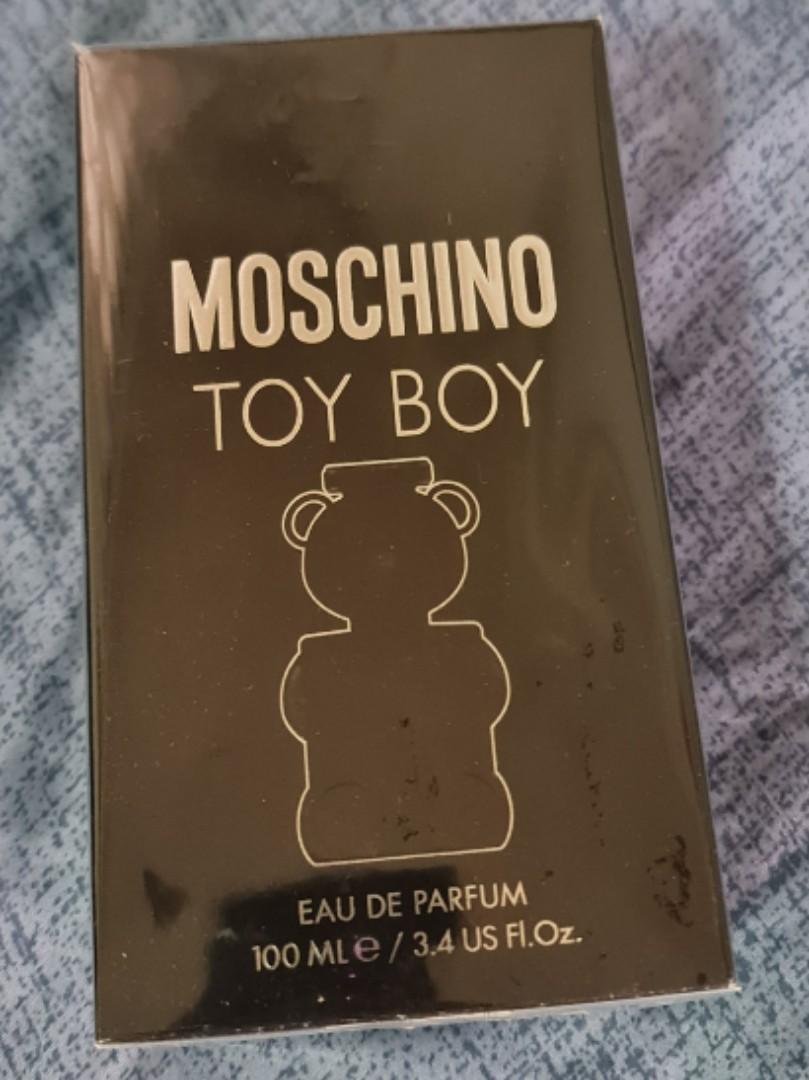 MOSCHINO
TOY BOY
EAU DE PARFUM
100 ML ℮ / 3.4 US Fl.Oz.